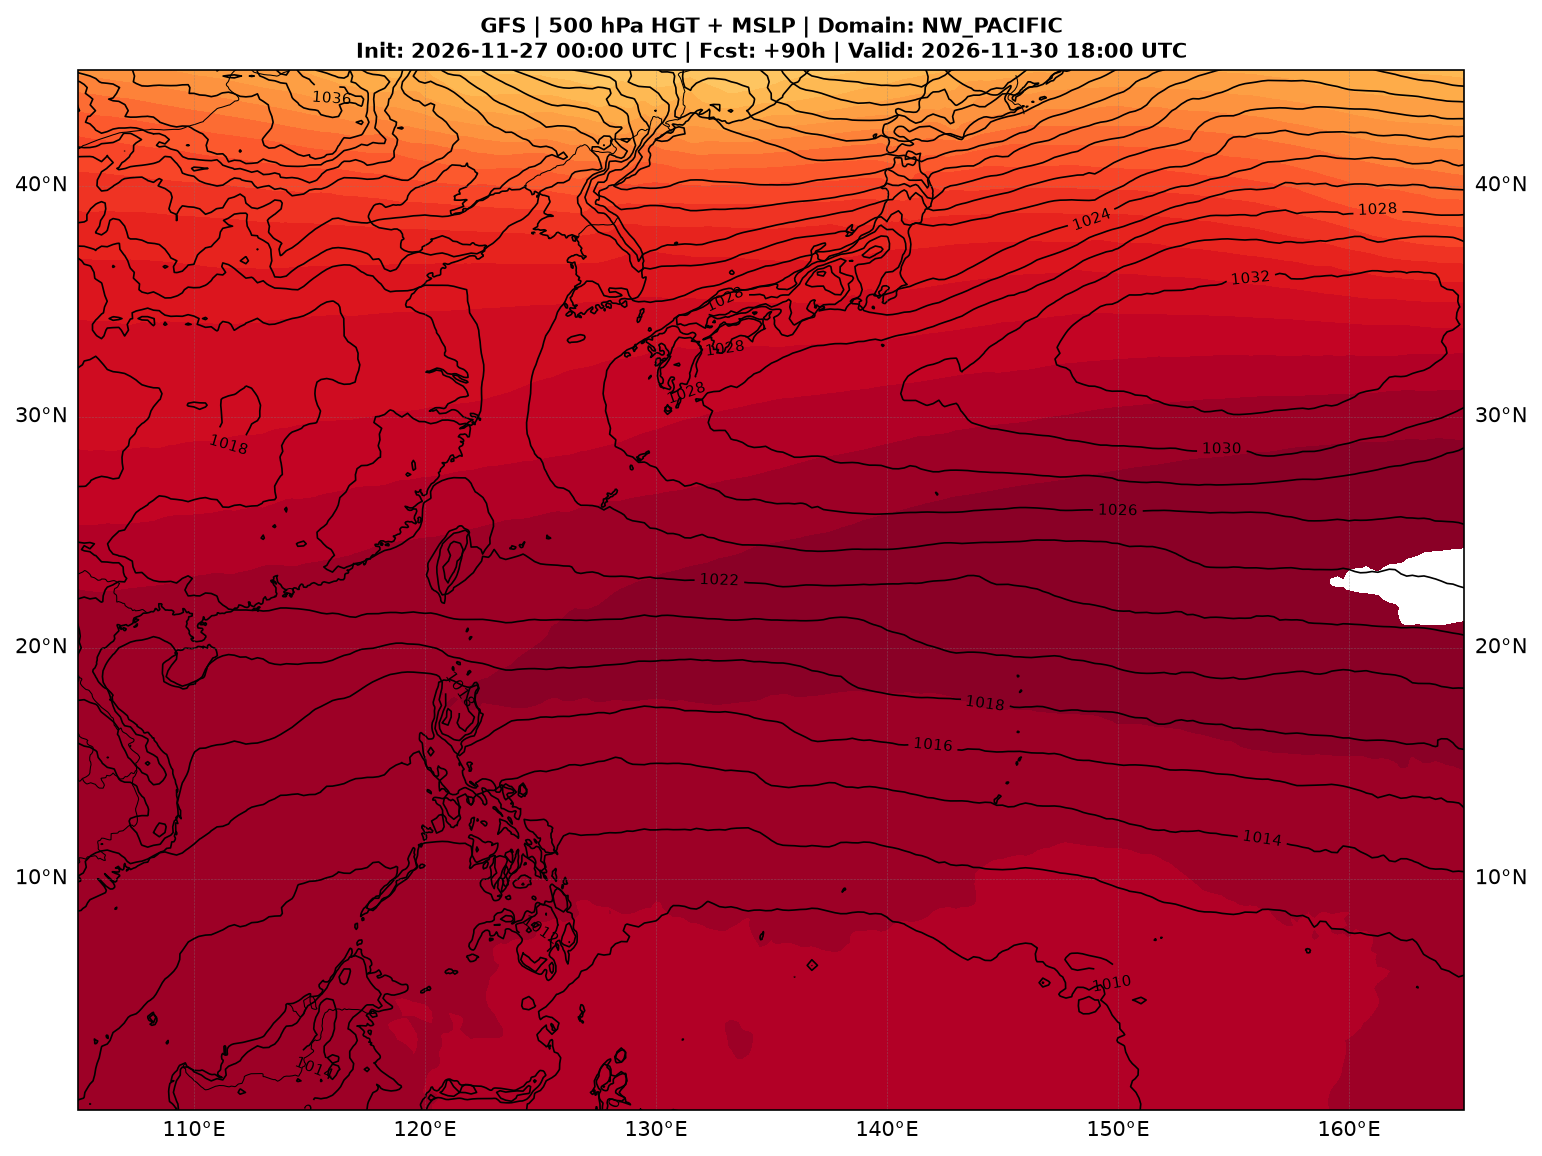 GFS | 500 hPa HGT + MSLP | Domain: NW_PACIFIC
Init: 2026-11-27 00:00 UTC | Fcst: +90h | Valid: 2026-11-30 18:00 UTC
1036
40°N
40°N
1028
1024
1032
1028
1028
1028
30°N
30°N
1018
1030
1026
1022
20°N
20°N
1018
1016
1014
10°N
10°N
1010
1014
110°E
120°E
130°E
140°E
150°E
160°E